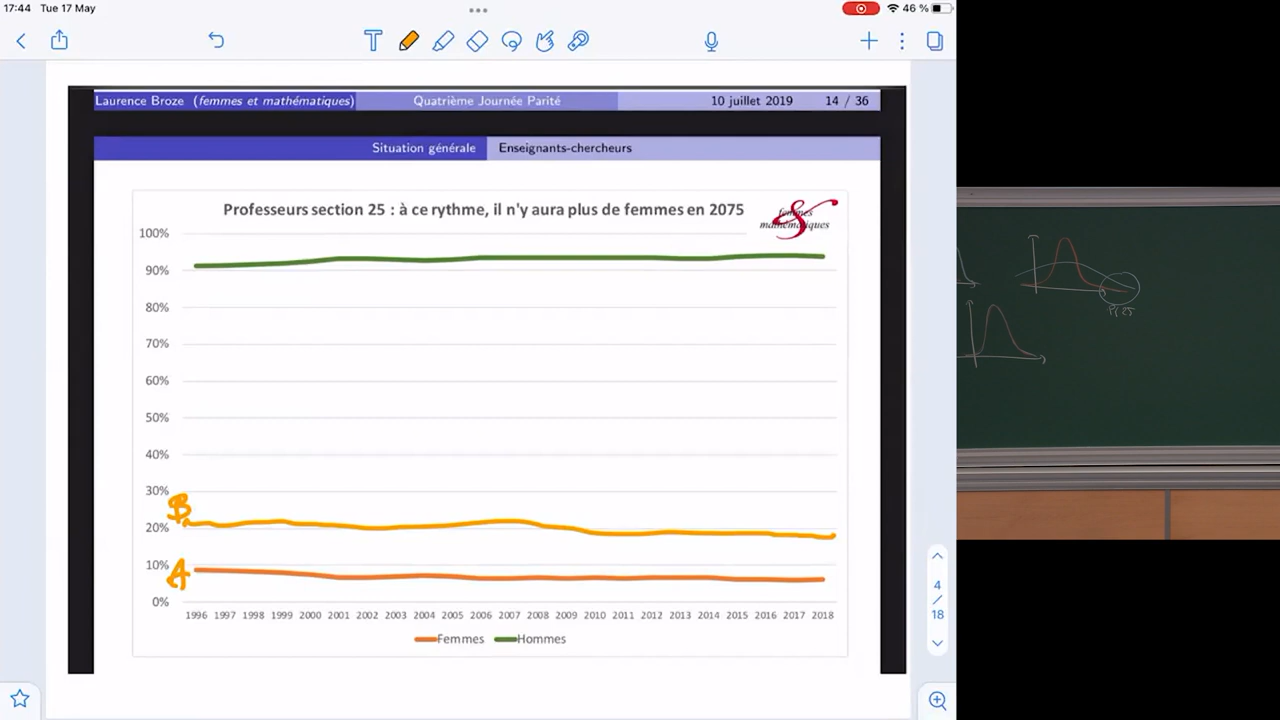 17:44 Tue 17 May
46 %
Laurence Broze (femmes et mathématiques) Quatrième Journée Parité 10 juillet 2019 14 / 36
Situation générale Enseignants-chercheurs
Professeurs section 25 : à ce rythme, il n'y aura plus de femmes en 2075
femmes
&
mathématiques
100%
90%
80%
70%
60%
50%
40%
30%
B
20%
10%
A
0%
1996 1997 1998 1999 2000 2001 2002 2003 2004 2005 2006 2007 2008 2009 2010 2011 2012 2013 2014 2015 2016 2017 2018
Femmes Hommes
4
/
18